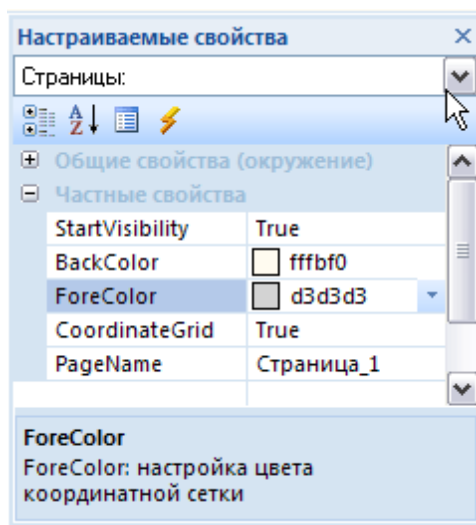 Настраиваемые свойства
Страницы:
Общие свойства (окружение)
Частные свойства
StartVisibility True
BackColor fffbf0
ForeColor d3d3d3
CoordinateGrid True
PageName Страница_1
ForeColor
ForeColor: настройка цвета
координатной сетки